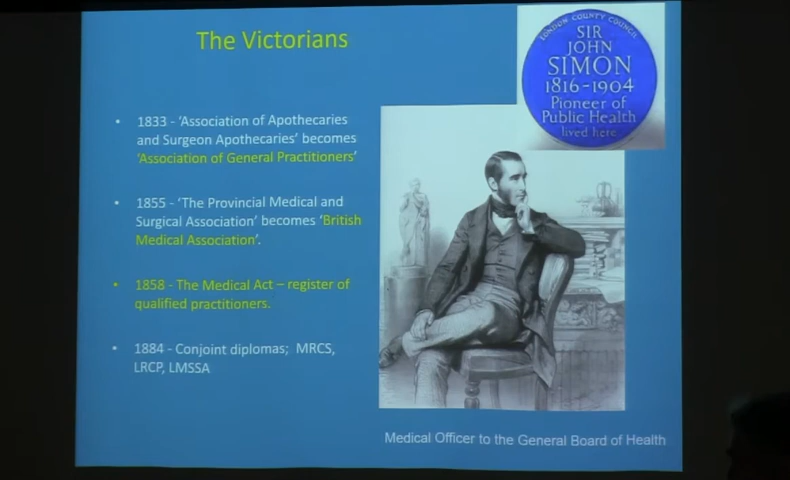 The Victorians
LONDON COUNTY COUNCIL
SIR
JOHN
SIMON
1816-1904
Pioneer of
Public Health
lived here
• 1833 - 'Association of Apothecaries
and Surgeon Apothecaries' becomes
'Association of General Practitioners'
• 1855 - 'The Provincial Medical and
Surgical Association' becomes 'British
Medical Association'.
• 1858 - The Medical Act – register of
qualified practitioners.
• 1884 - Conjoint diplomas; MRCS,
LRCP, LMSSA
Medical Officer to the General Board of Health